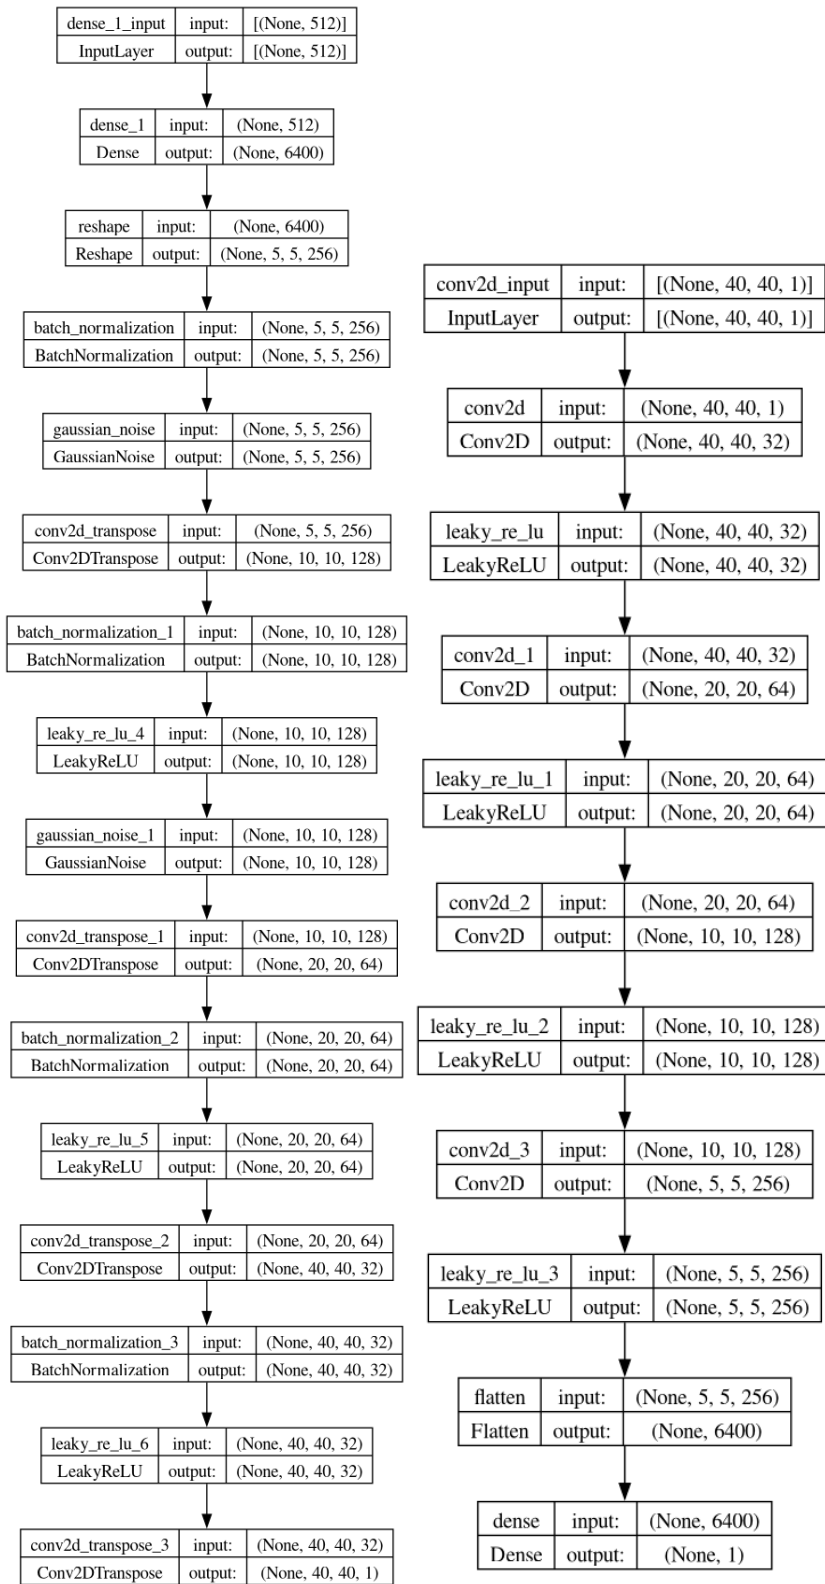 dense_1_input input: [(None, 512)]
InputLayer output: [(None, 512)]
dense_1 input: (None, 512)
Dense output: (None, 6400)
reshape input: (None, 6400)
Reshape output: (None, 5, 5, 256)
batch_normalization input: (None, 5, 5, 256)
BatchNormalization output: (None, 5, 5, 256)
gaussian_noise input: (None, 5, 5, 256)
GaussianNoise output: (None, 5, 5, 256)
conv2d_transpose input: (None, 5, 5, 256)
Conv2DTranspose output: (None, 10, 10, 128)
batch_normalization_1 input: (None, 10, 10, 128)
BatchNormalization output: (None, 10, 10, 128)
leaky_re_lu_4 input: (None, 10, 10, 128)
LeakyReLU output: (None, 10, 10, 128)
gaussian_noise_1 input: (None, 10, 10, 128)
GaussianNoise output: (None, 10, 10, 128)
conv2d_transpose_1 input: (None, 10, 10, 128)
Conv2DTranspose output: (None, 20, 20, 64)
batch_normalization_2 input: (None, 20, 20, 64)
BatchNormalization output: (None, 20, 20, 64)
leaky_re_lu_5 input: (None, 20, 20, 64)
LeakyReLU output: (None, 20, 20, 64)
conv2d_transpose_2 input: (None, 20, 20, 64)
Conv2DTranspose output: (None, 40, 40, 32)
batch_normalization_3 input: (None, 40, 40, 32)
BatchNormalization output: (None, 40, 40, 32)
leaky_re_lu_6 input: (None, 40, 40, 32)
LeakyReLU output: (None, 40, 40, 32)
conv2d_transpose_3 input: (None, 40, 40, 32)
Conv2DTranspose output: (None, 40, 40, 1)
conv2d_input input: [(None, 40, 40, 1)]
InputLayer output: [(None, 40, 40, 1)]
conv2d input: (None, 40, 40, 1)
Conv2D output: (None, 40, 40, 32)
leaky_re_lu input: (None, 40, 40, 32)
LeakyReLU output: (None, 40, 40, 32)
conv2d_1 input: (None, 40, 40, 32)
Conv2D output: (None, 20, 20, 64)
leaky_re_lu_1 input: (None, 20, 20, 64)
LeakyReLU output: (None, 20, 20, 64)
conv2d_2 input: (None, 20, 20, 64)
Conv2D output: (None, 10, 10, 128)
leaky_re_lu_2 input: (None, 10, 10, 128)
LeakyReLU output: (None, 10, 10, 128)
conv2d_3 input: (None, 10, 10, 128)
Conv2D output: (None, 5, 5, 256)
leaky_re_lu_3 input: (None, 5, 5, 256)
LeakyReLU output: (None, 5, 5, 256)
flatten input: (None, 5, 5, 256)
Flatten output: (None, 6400)
dense input: (None, 6400)
Dense output: (None, 1)